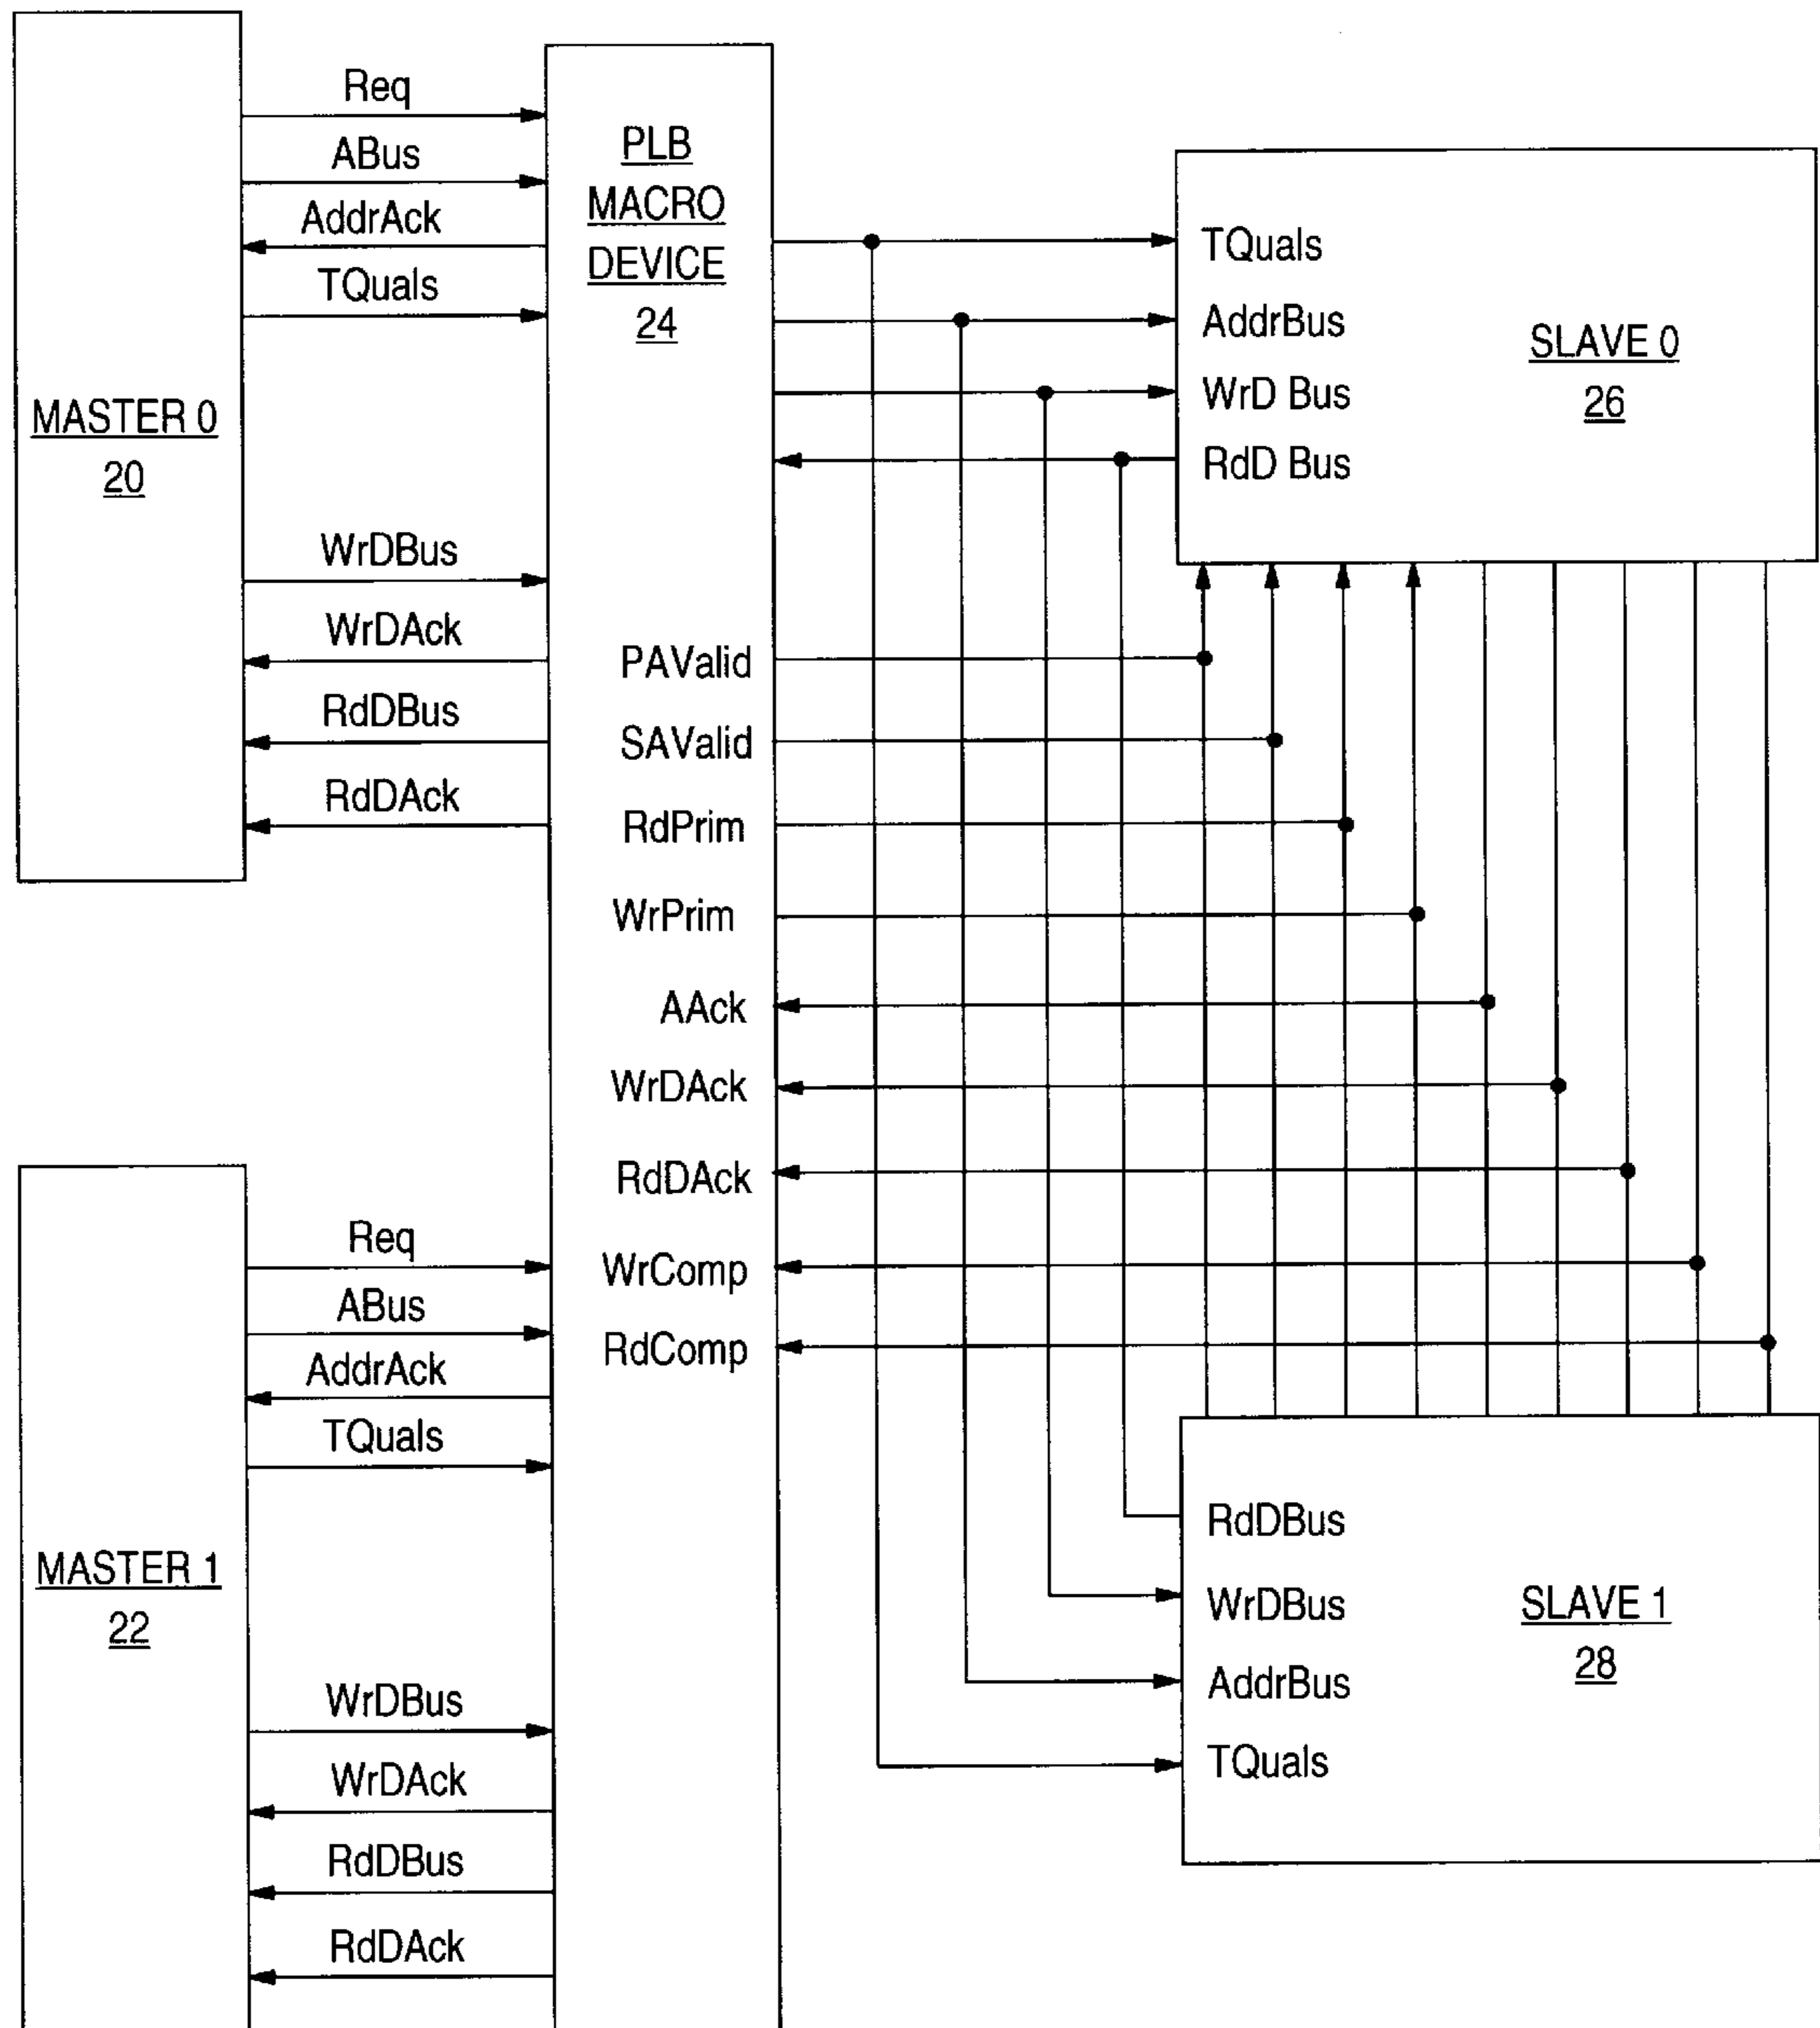 MASTER 0
20
Req
ABus
AddrAck
TQuals
WrDBus
WrDAck
RdDBus
RdDAck
PLB
MACRO
DEVICE
24
TQuals
AddrBus
WrD Bus
RdD Bus
SLAVE 0
26
PAValid
SAValid
RdPrim
WrPrim
AAck
WrDAck
RdDAck
WrComp
RdComp
MASTER 1
22
Req
ABus
AddrAck
TQuals
WrDBus
WrDAck
RdDBus
RdDAck
RdDBus
WrDBus
AddrBus
TQuals
SLAVE 1
28